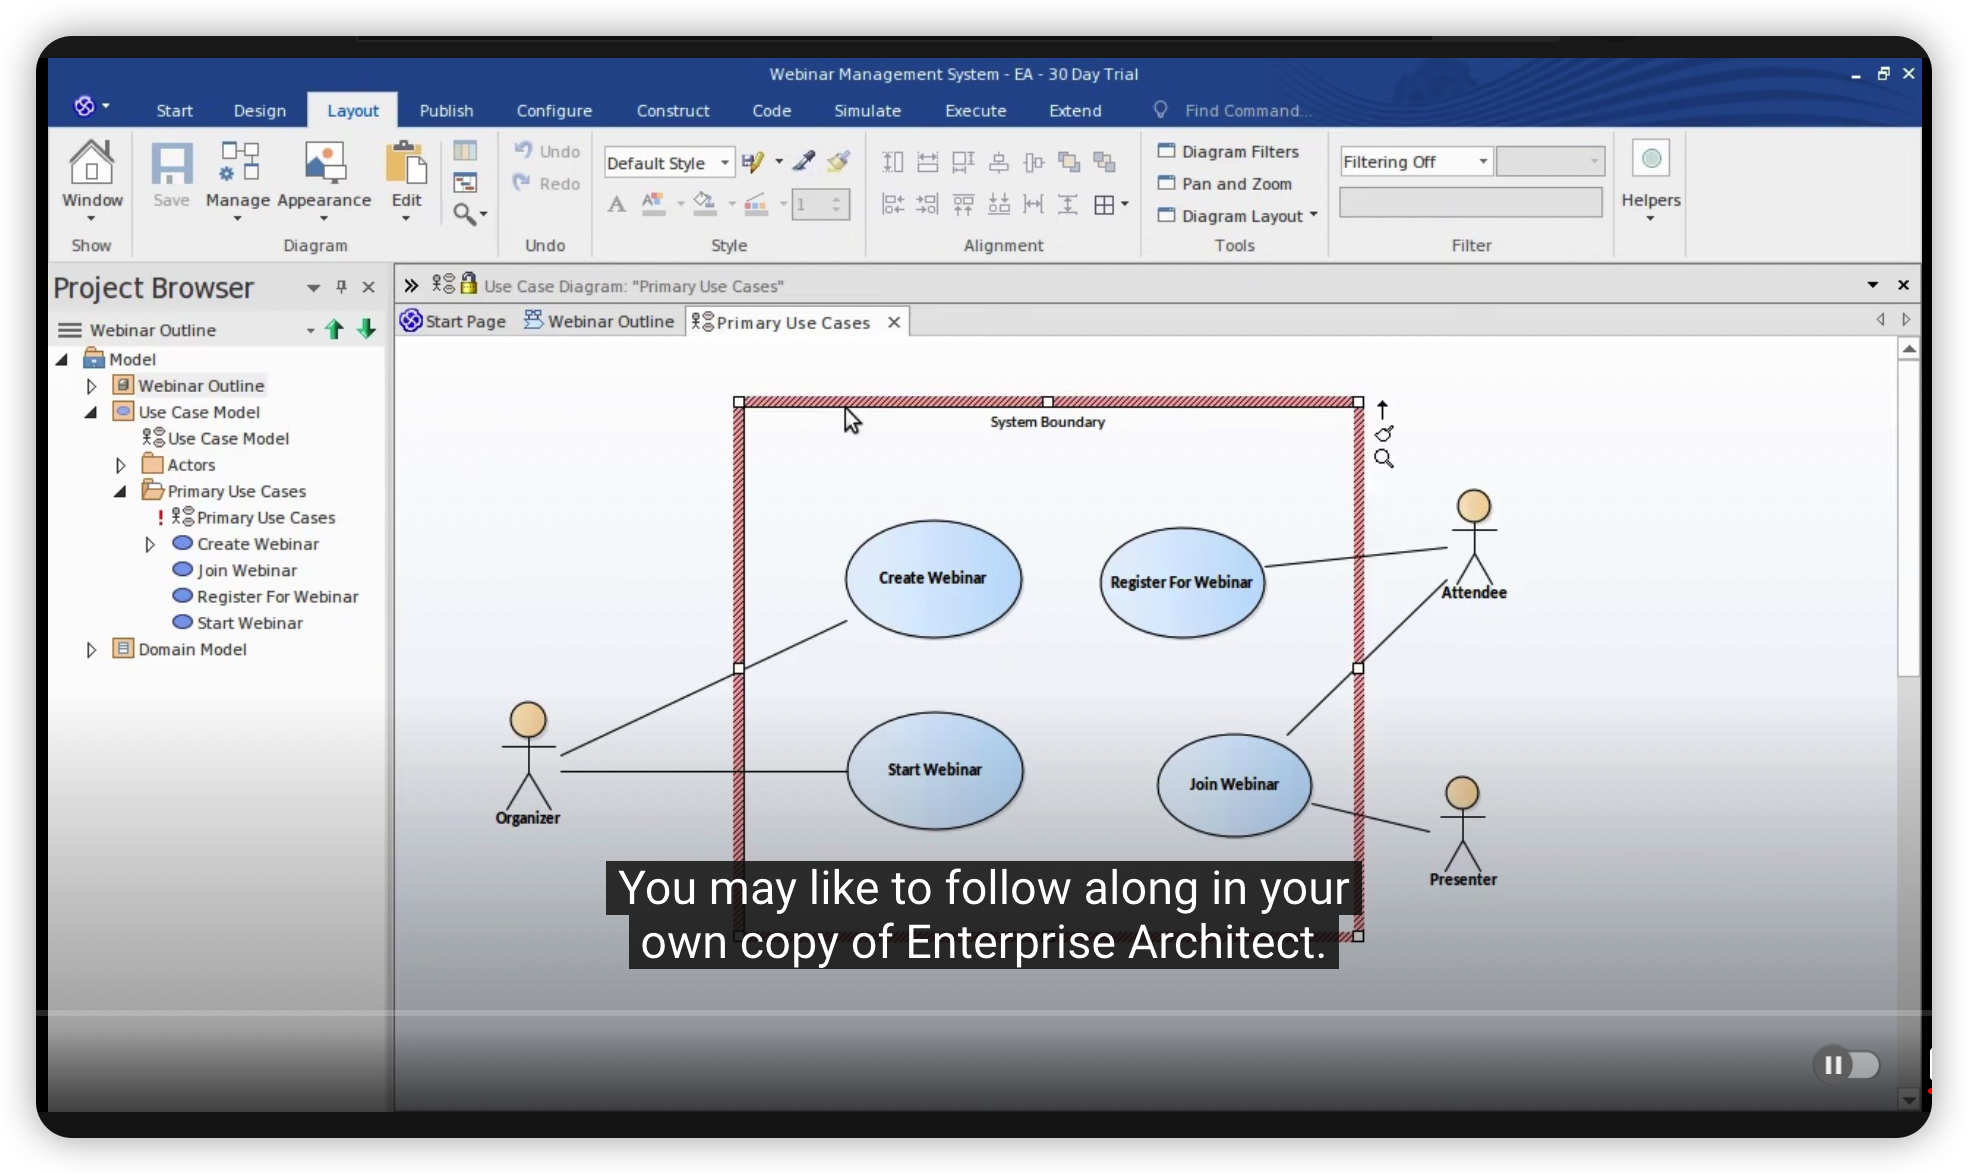 Webinar Management System - EA - 30 Day Trial
Start Design Layout Publish Configure Construct Code Simulate Execute Extend Find Command...
Window Save Manage Appearance Edit
Undo
Redo
Default Style
1
Diagram Filters
Pan and Zoom
Diagram Layout
Filtering Off
Helpers
Show Diagram Undo Style Alignment Tools Filter
Project Browser
Webinar Outline
Model
Webinar Outline
Use Case Model
Use Case Model
Actors
Primary Use Cases
! Primary Use Cases
Create Webinar
Join Webinar
Register For Webinar
Start Webinar
Domain Model
Use Case Diagram: "Primary Use Cases"
Start Page Webinar Outline Primary Use Cases
System Boundary
Create Webinar
Register For Webinar
Attendee
Start Webinar
Join Webinar
Organizer
Presenter
You may like to follow along in your
own copy of Enterprise Architect.